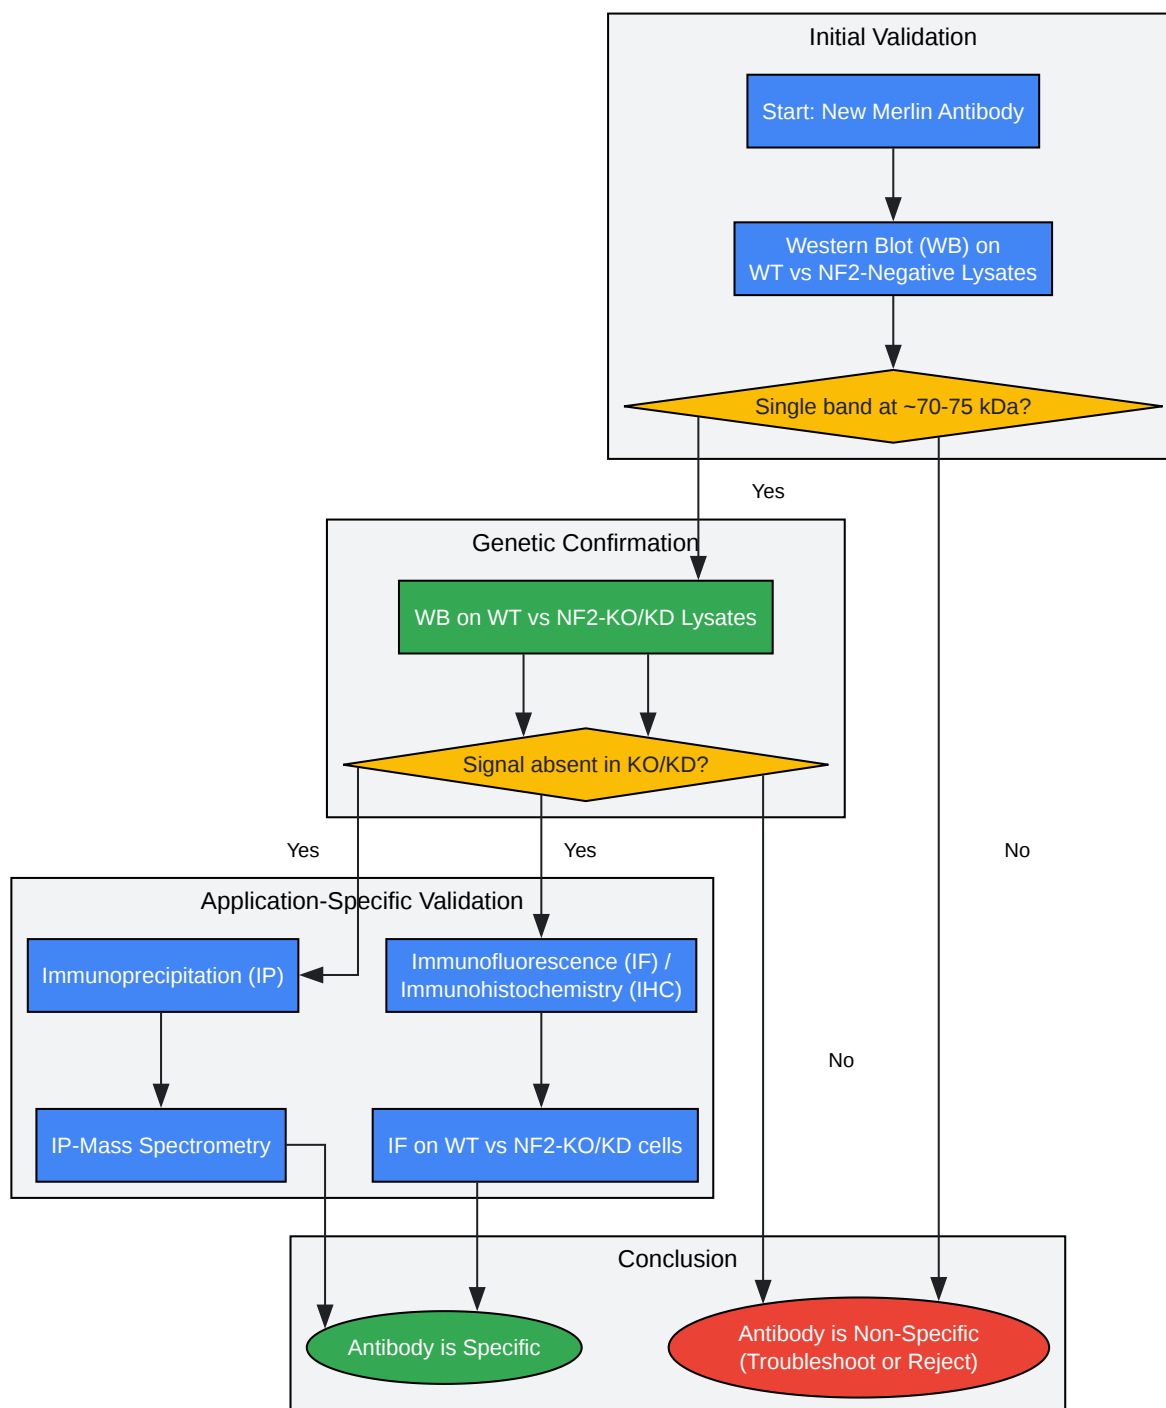 Initial Validation
Start: New Merlin Antibody
Western Blot (WB) on
WT vs NF2-Negative Lysates
Single band at ~70-75 kDa?
Yes
Genetic Confirmation
WB on WT vs NF2-KO/KD Lysates
Signal absent in KO/KD?
Yes
Yes
No
Application-Specific Validation
Immunoprecipitation (IP)
Immunofluorescence (IF) /
Immunohistochemistry (IHC)
No
IP-Mass Spectrometry
IF on WT vs NF2-KO/KD cells
Conclusion
Antibody is Specific
Antibody is Non-Specific
(Troubleshoot or Reject)